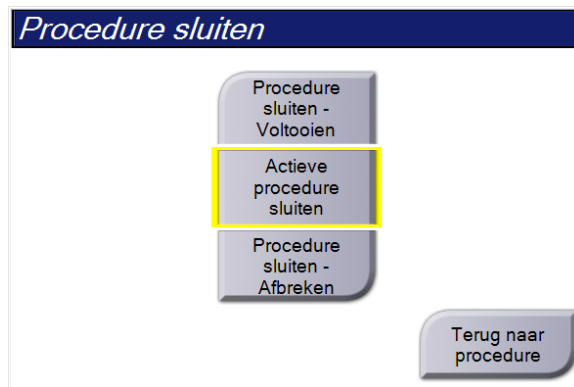 Procedure sluiten
Procedure
sluiten -
Voltooien
Actieve
procedure
sluiten
Procedure
sluiten -
Afbreken
Terug naar
procedure